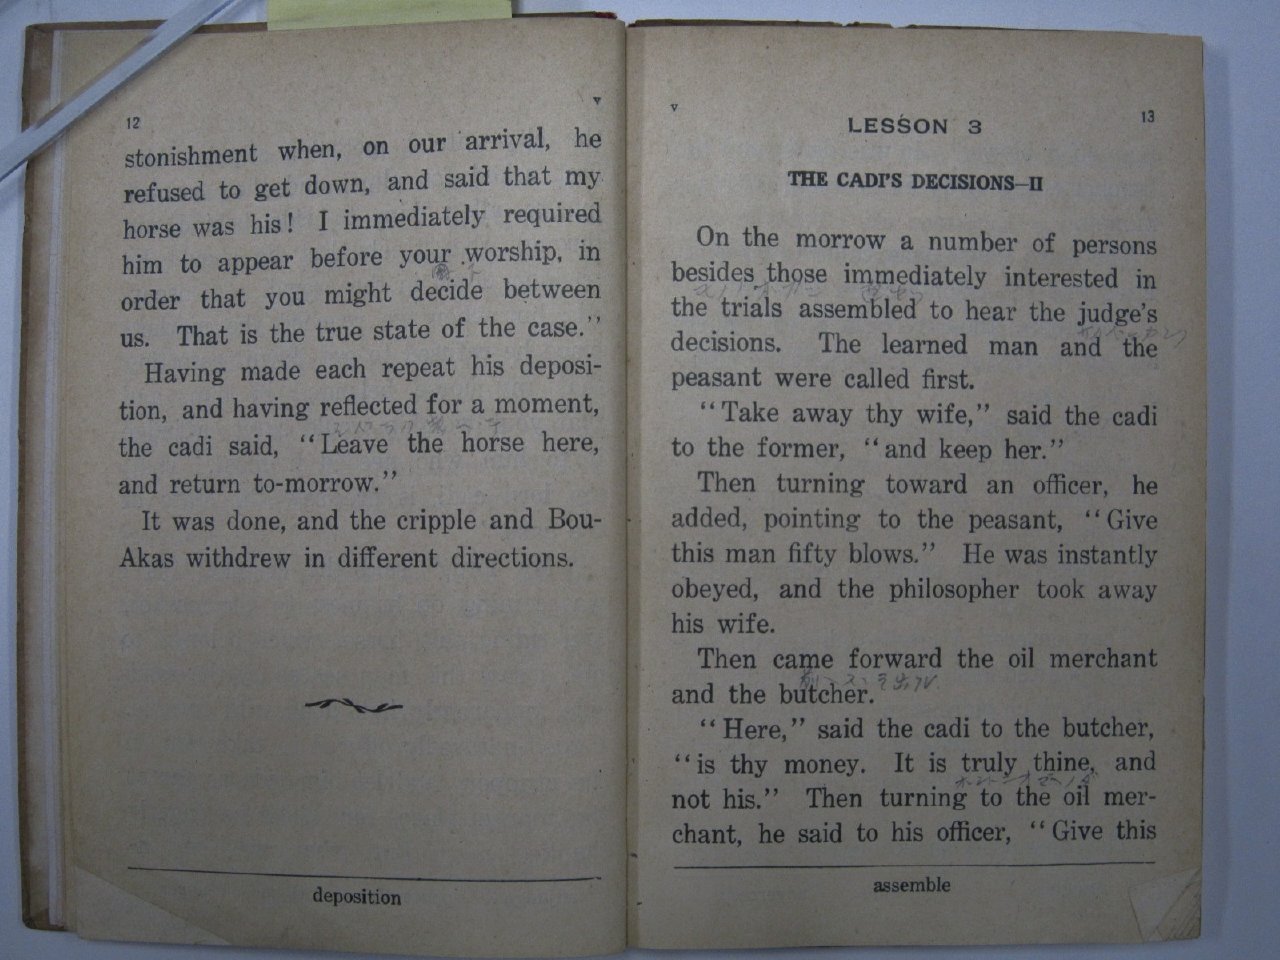 12
v
stonishment when, on our arrival, he
refused to get down, and said that my
horse was his! I immediately required
him to appear before your worship, in
order that you might decide between
us. That is the true state of the case."
Having made each repeat his deposi-
tion, and having reflected for a moment,
the cadi said, "Leave the horse here,
and return to-morrow."
It was done, and the cripple and Bou-
Akas withdrew in different directions.
deposition
v
13
LESSON 3
THE CADI'S DECISIONS—II
On the morrow a number of persons
besides those immediately interested in
the trials assembled to hear the judge's
decisions. The learned man and the
peasant were called first.
"Take away thy wife," said the cadi
to the former, "and keep her."
Then turning toward an officer, he
added, pointing to the peasant, "Give
this man fifty blows." He was instantly
obeyed, and the philosopher took away
his wife.
Then came forward the oil merchant
and the butcher.
"Here," said the cadi to the butcher,
"is thy money. It is truly thine, and
not his." Then turning to the oil mer-
chant, he said to his officer, "Give this
assemble